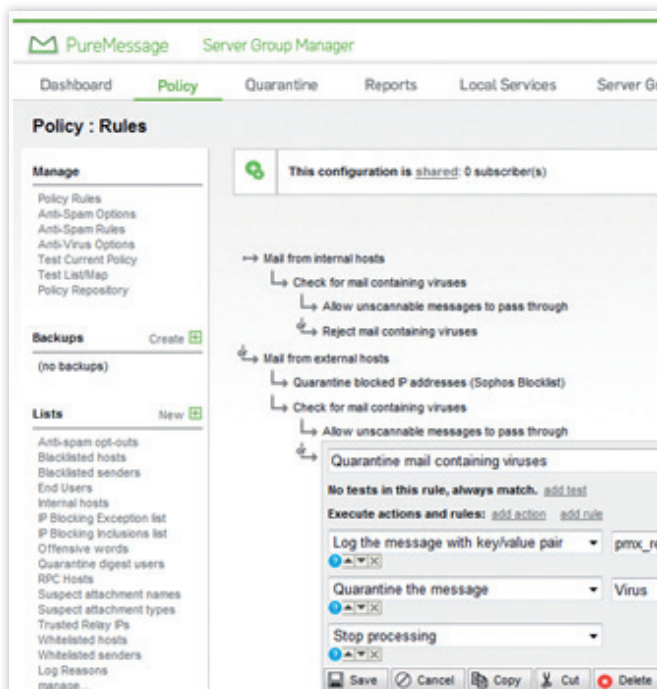 PureMessage Server Group Manager
Dashboard Policy Quarantine Reports Local Services Server
Policy : Rules
Manage
Policy Rules
Anti-Spam Options
Anti-Spam Rules
Anti-Virus Options
Test Current Policy
Test List/Map
Policy Repository
Backups Create
(no backups)
Lists New
Anti-spam opt-outs
Blacklisted hosts
Blacklisted senders
End Users
Internal hosts
IP Blocking Exception list
IP Blocking Inclusions list
Offensive words
Quarantine digest users
RPC Hosts
Suspect attachment names
Suspect attachment types
Trusted Relay IPs
Whitelisted hosts
Whitelisted senders
Log Reasons
manage...
This configuration is shared: 0 subscriber(s)
Mail from internal hosts
Check for mail containing viruses
Allow unscannable messages to pass through
Reject mail containing viruses
Mail from external hosts
Quarantine blocked IP addresses (Sophos Blocklist)
Check for mail containing viruses
Allow unscannable messages to pass through
Quarantine mail containing viruses
No tests in this rule, always match. add test
Execute actions and rules: add action add rule
Log the message with key/value pair pmx_re
Quarantine the message Virus
Stop processing
Save Cancel Copy Cut Delete